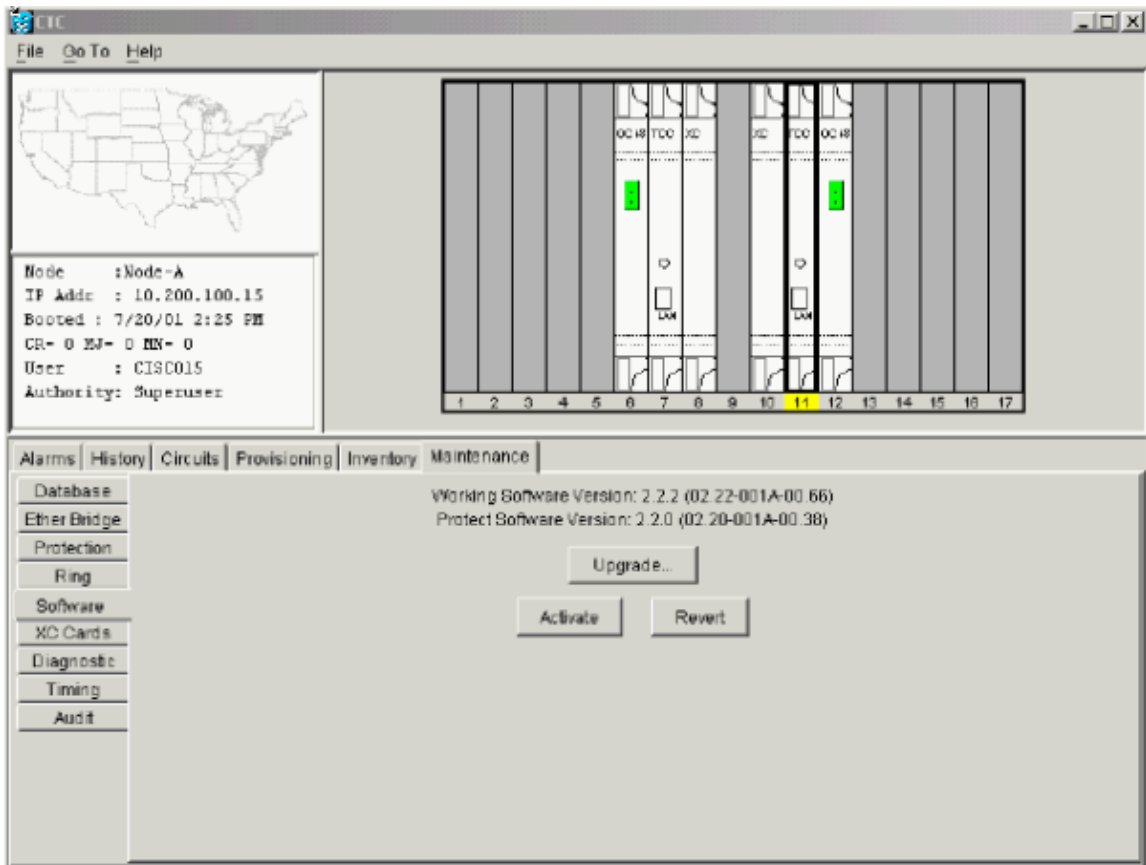 CTC
File Go To Help
OC48 TCC XC XC TCC OC48
LAN LAN
1 2 3 4 5 6 7 8 9 10 11 12 13 14 15 16 17
Node :Node-A
IP Addr : 10.200.100.15
Booted : 7/20/01 2:25 PM
CR- 0 MJ- 0 MN- 0
User : CISCO15
Authority: Superuser
Alarms History Circuits Provisioning Inventory Maintenance
Database
Ether Bridge
Protection
Ring
Software
XC Cards
Diagnostic
Timing
Audit
Working Software Version: 2.2.2 (02.22-001A-00.66)
Protect Software Version: 2.2.0 (02.20-001A-00.38)
Upgrade...
Activate Revert